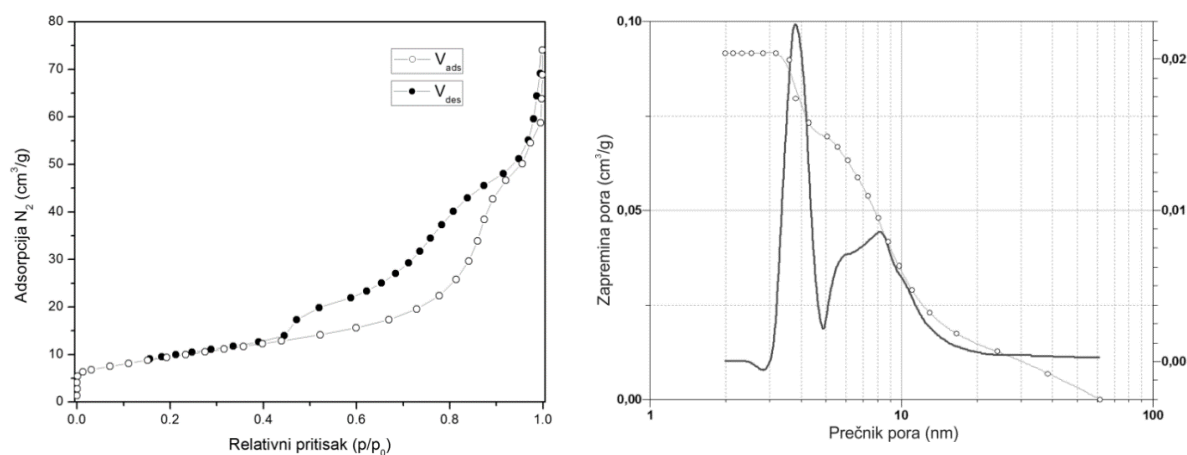 80
70
60
50
40
30
20
10
0
Adsorpcija N2 (cm3/g)
Vads
Vdes
0.0 0.2 0.4 0.6 0.8 1.0
Relativni pritisak (p/p0)
0,10
0,05
0,00
Zapremina pora (cm3/g)
0,02
0,01
0,00
1 10 100
Prečnik pora (nm)